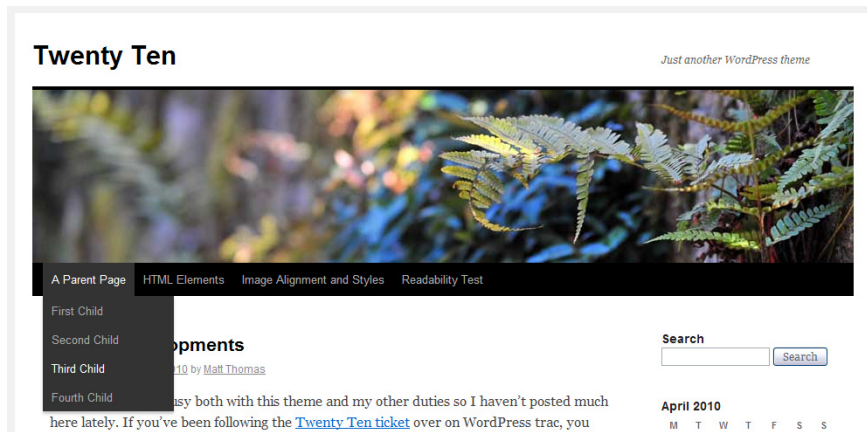 Twenty Ten
Just another WordPress theme
A Parent Page HTML Elements Image Alignment and Styles Readability Test
First Child
Second Child
Third Child
Fourth Child
opments
10 by Matt Thomas
usy both with this theme and my other duties so I haven’t posted much
here lately. If you’ve been following the Twenty Ten ticket over on WordPress trac, you
Search
Search
April 2010
M T W T F S S